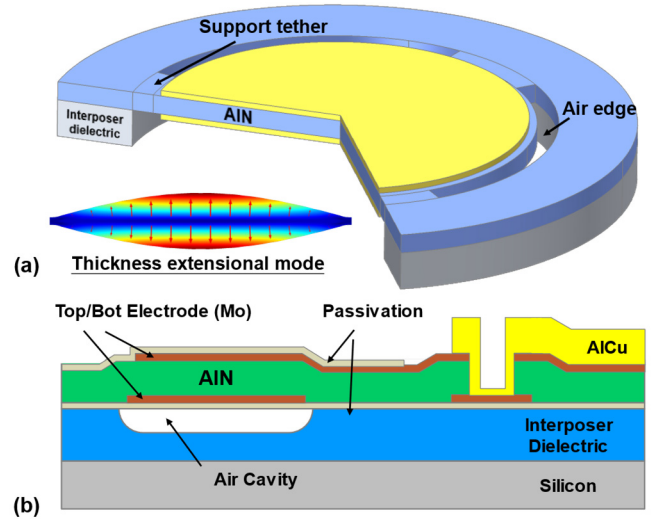 Support tether
Interposer
dielectric
AlN
Air edge
(a)
Thickness extensional mode
Top/Bot Electrode (Mo)
Passivation
AlCu
AlN
Interposer
Dielectric
Air Cavity
Silicon
(b)